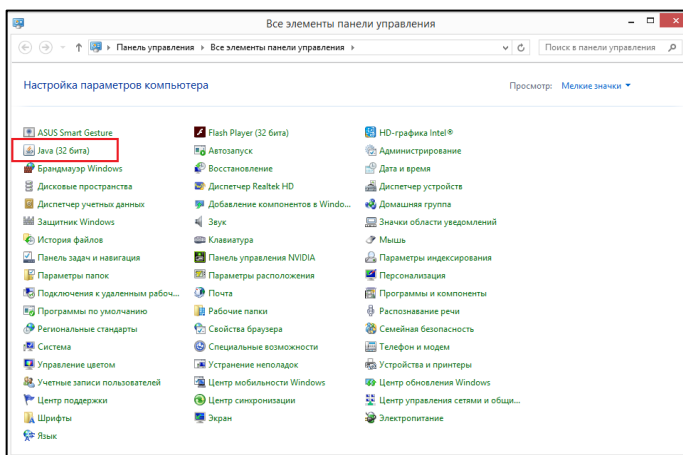 Все элементы панели управления
Панель управления
Все элементы панели управления
Поиск в панели управления
Настройка параметров компьютера
Просмотр: Мелкие значки
ASUS Smart Gesture
Flash Player (32 бита)
HD-графика Intel®
Java (32 бита)
Автозапуск
Администрирование
Брандмауэр Windows
Восстановление
Дата и время
Дисковые пространства
Диспетчер Realtek HD
Диспетчер устройств
Диспетчер учетных данных
Добавление компонентов в Windo...
Домашняя группа
Защитник Windows
Звук
Значки области уведомлений
История файлов
Клавиатура
Мышь
Панель задач и навигация
Панель управления NVIDIA
Параметры индексирования
Параметры папок
Параметры расположения
Персонализация
Подключения к удаленным рабоч...
Почта
Программы и компоненты
Программы по умолчанию
Рабочие папки
Распознавание речи
Региональные стандарты
Свойства браузера
Семейная безопасность
Система
Специальные возможности
Телефон и модем
Управление цветом
Устранение неполадок
Устройства и принтеры
Учетные записи пользователей
Центр мобильности Windows
Центр обновления Windows
Центр поддержки
Центр синхронизации
Центр управления сетями и общи...
Шрифты
Экран
Электропитание
Язык